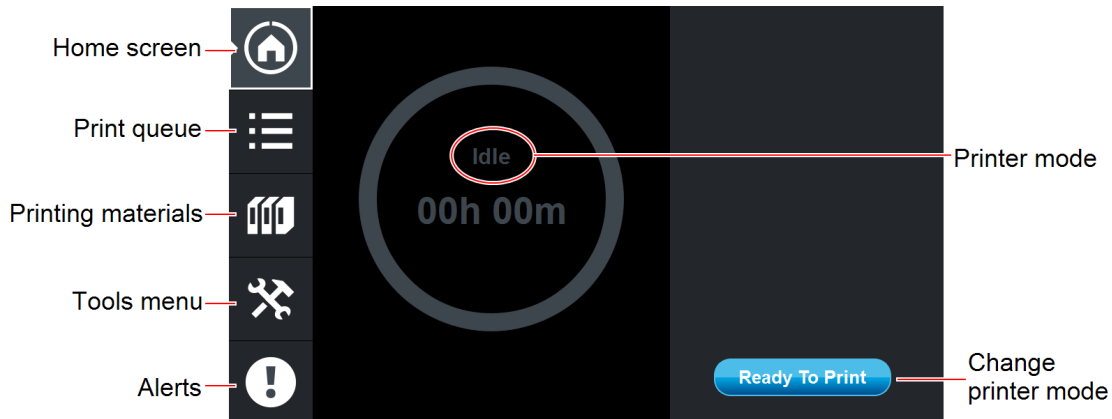 Home screen
Print queue
Printing materials
Tools menu
Alerts
Idle
00h 00m
Ready To Print
Printer mode
Change
printer mode